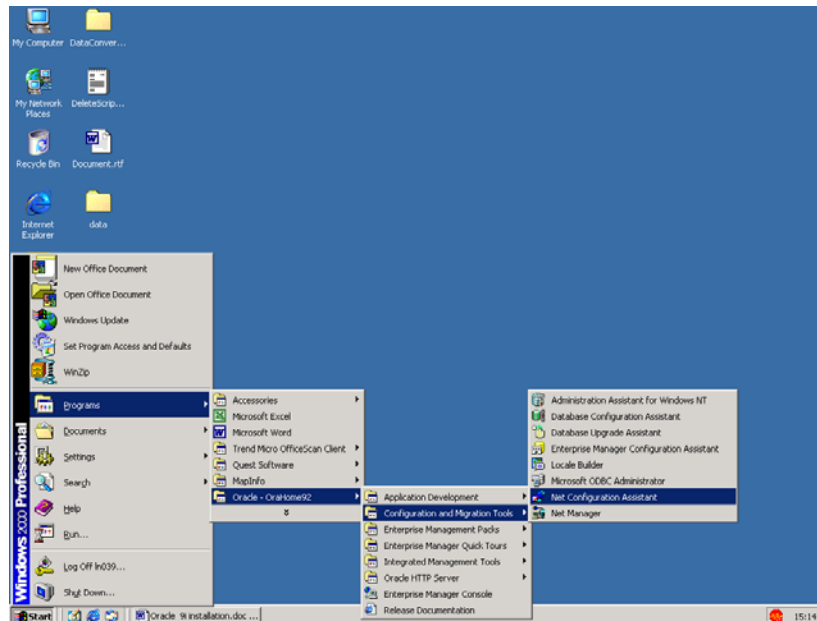 My Computer
DataConver...
My Network Places
DeleteScrip...
Recycle Bin
Document.rtf
Internet Explorer
data
Windows 2000 Professional
New Office Document
Open Office Document
Windows Update
Set Program Access and Defaults
WinZip
Programs
Documents
Settings
Search
Help
Run...
Log Off ln039...
Shut Down...
Accessories
Microsoft Excel
Microsoft Word
Trend Micro OfficeScan Client
Quest Software
MapInfo
Oracle - OraHome92
Application Development
Configuration and Migration Tools
Enterprise Management Packs
Enterprise Manager Quick Tours
Integrated Management Tools
Oracle HTTP Server
Enterprise Manager Console
Release Documentation
Administration Assistant for Windows NT
Database Configuration Assistant
Database Upgrade Assistant
Enterprise Manager Configuration Assistant
Locale Builder
Microsoft ODBC Administrator
Net Configuration Assistant
Net Manager
Start
Oracle 9i installation.doc ...
15:14